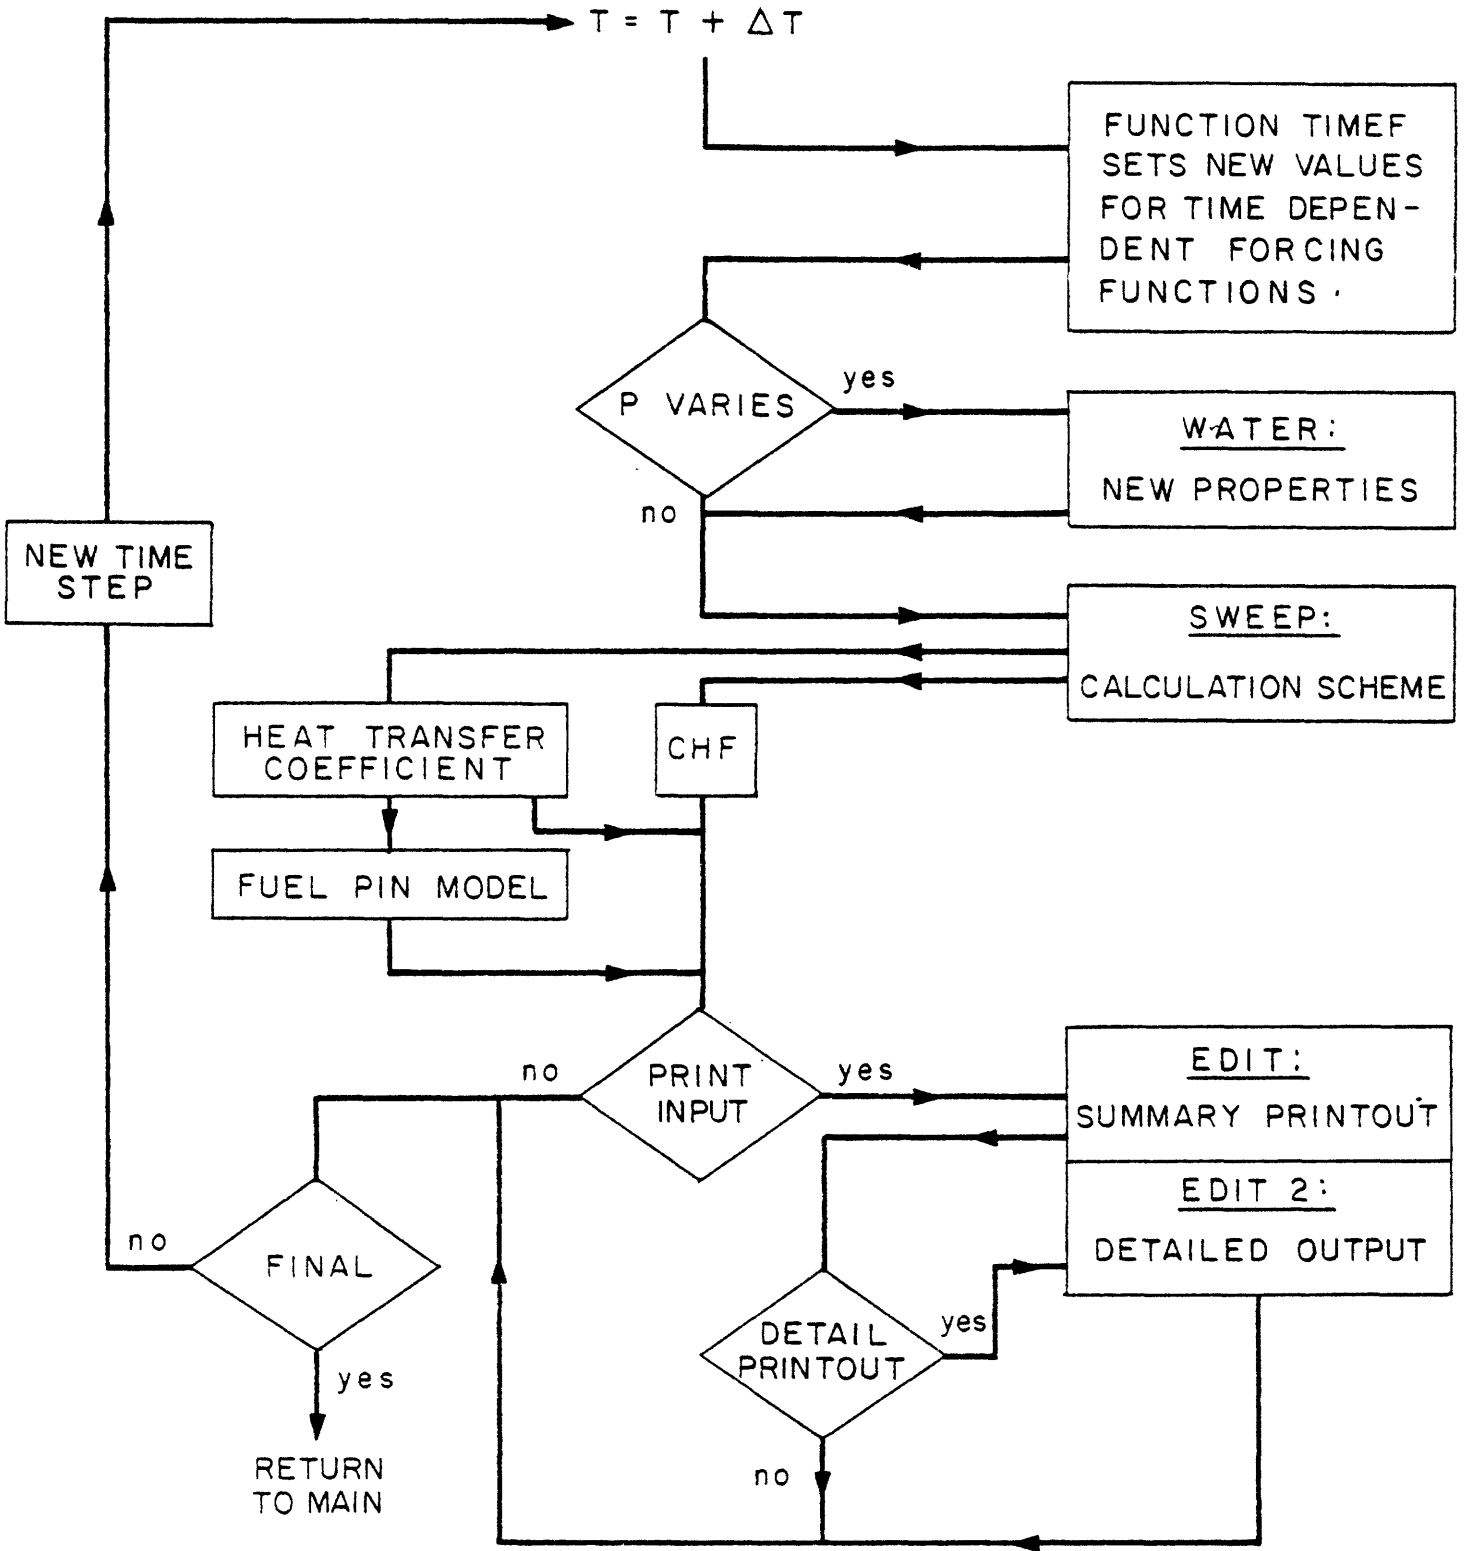 T = T + ΔT
FUNCTION TIMEF
SETS NEW VALUES
FOR TIME DEPEN-
DENT FORCING
FUNCTIONS.
P VARIES
yes
no
WATER:
NEW PROPERTIES
NEW TIME
STEP
SWEEP:
CALCULATION SCHEME
HEAT TRANSFER
COEFFICIENT
CHF
FUEL PIN MODEL
no
PRINT
INPUT
yes
EDIT:
SUMMARY PRINTOUT
EDIT 2:
DETAILED OUTPUT
no
FINAL
yes
DETAIL
PRINTOUT
yes
no
RETURN
TO MAIN